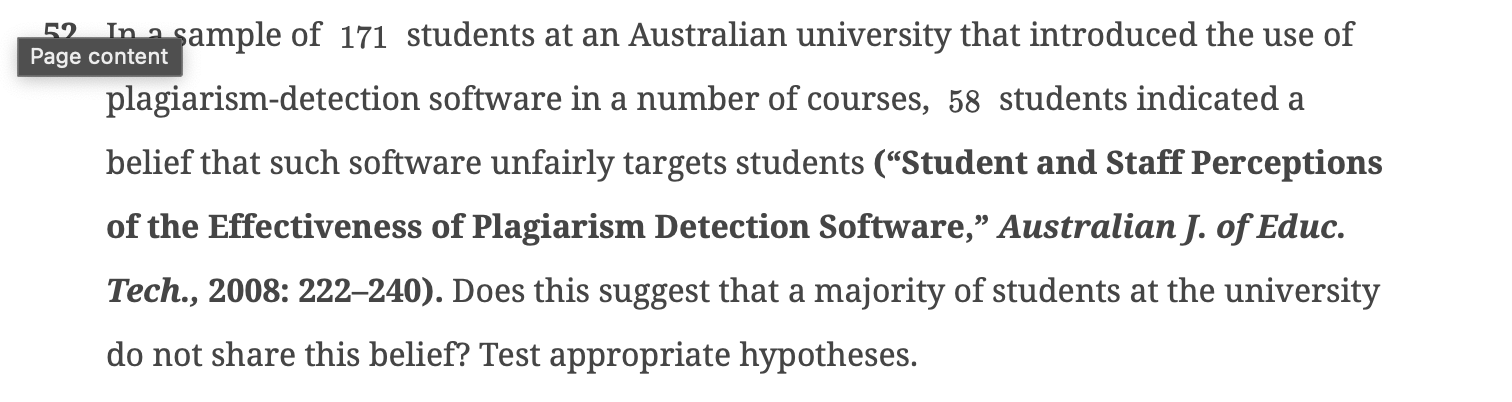 52. In a sample of 171 students at an Australian university that introduced the use of
Page content
plagiarism-detection software in a number of courses, 58 students indicated a
belief that such software unfairly targets students (“Student and Staff Perceptions
of the Effectiveness of Plagiarism Detection Software,” Australian J. of Educ.
Tech., 2008: 222–240). Does this suggest that a majority of students at the university
do not share this belief? Test appropriate hypotheses.